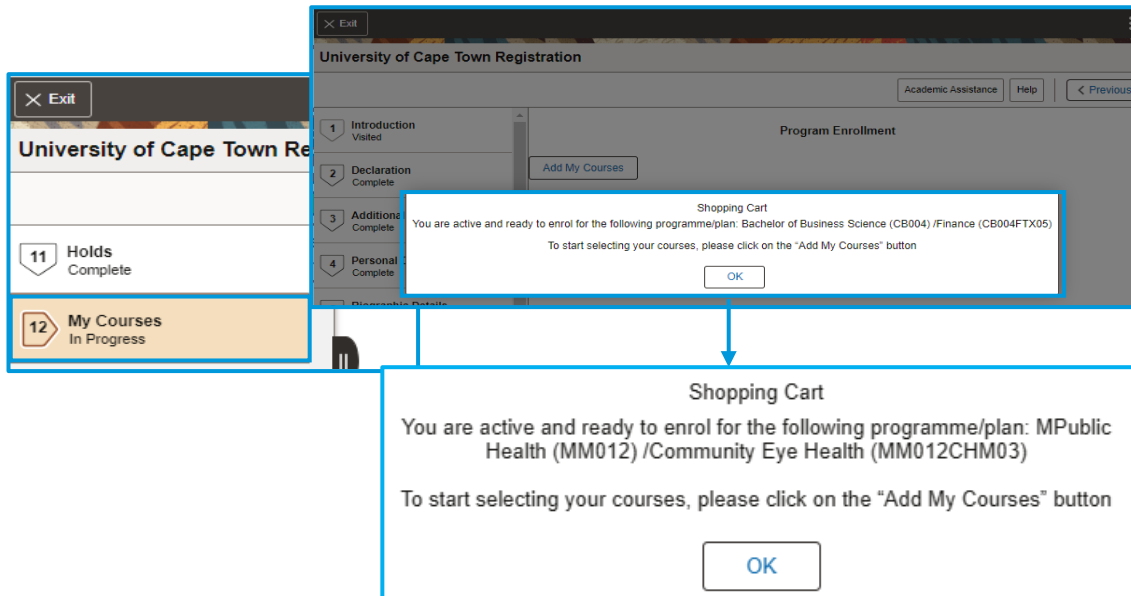 Exit
University of Cape Town Re
11 Holds
Complete
12 My Courses
In Progress
Exit
University of Cape Town Registration
Academic Assistance Help Previous
1 Introduction
Visited
2 Declaration
Complete
3 Additional
Complete
4 Personal
Complete
Program Enrollment
Add My Courses
Shopping Cart
You are active and ready to enrol for the following programme/plan: Bachelor of Business Science (CB004) /Finance (CB004FTX05)
To start selecting your courses, please click on the “Add My Courses” button
OK
Biographic Details
Shopping Cart
You are active and ready to enrol for the following programme/plan: MPublic
Health (MM012) /Community Eye Health (MM012CHM03)
To start selecting your courses, please click on the “Add My Courses” button
OK